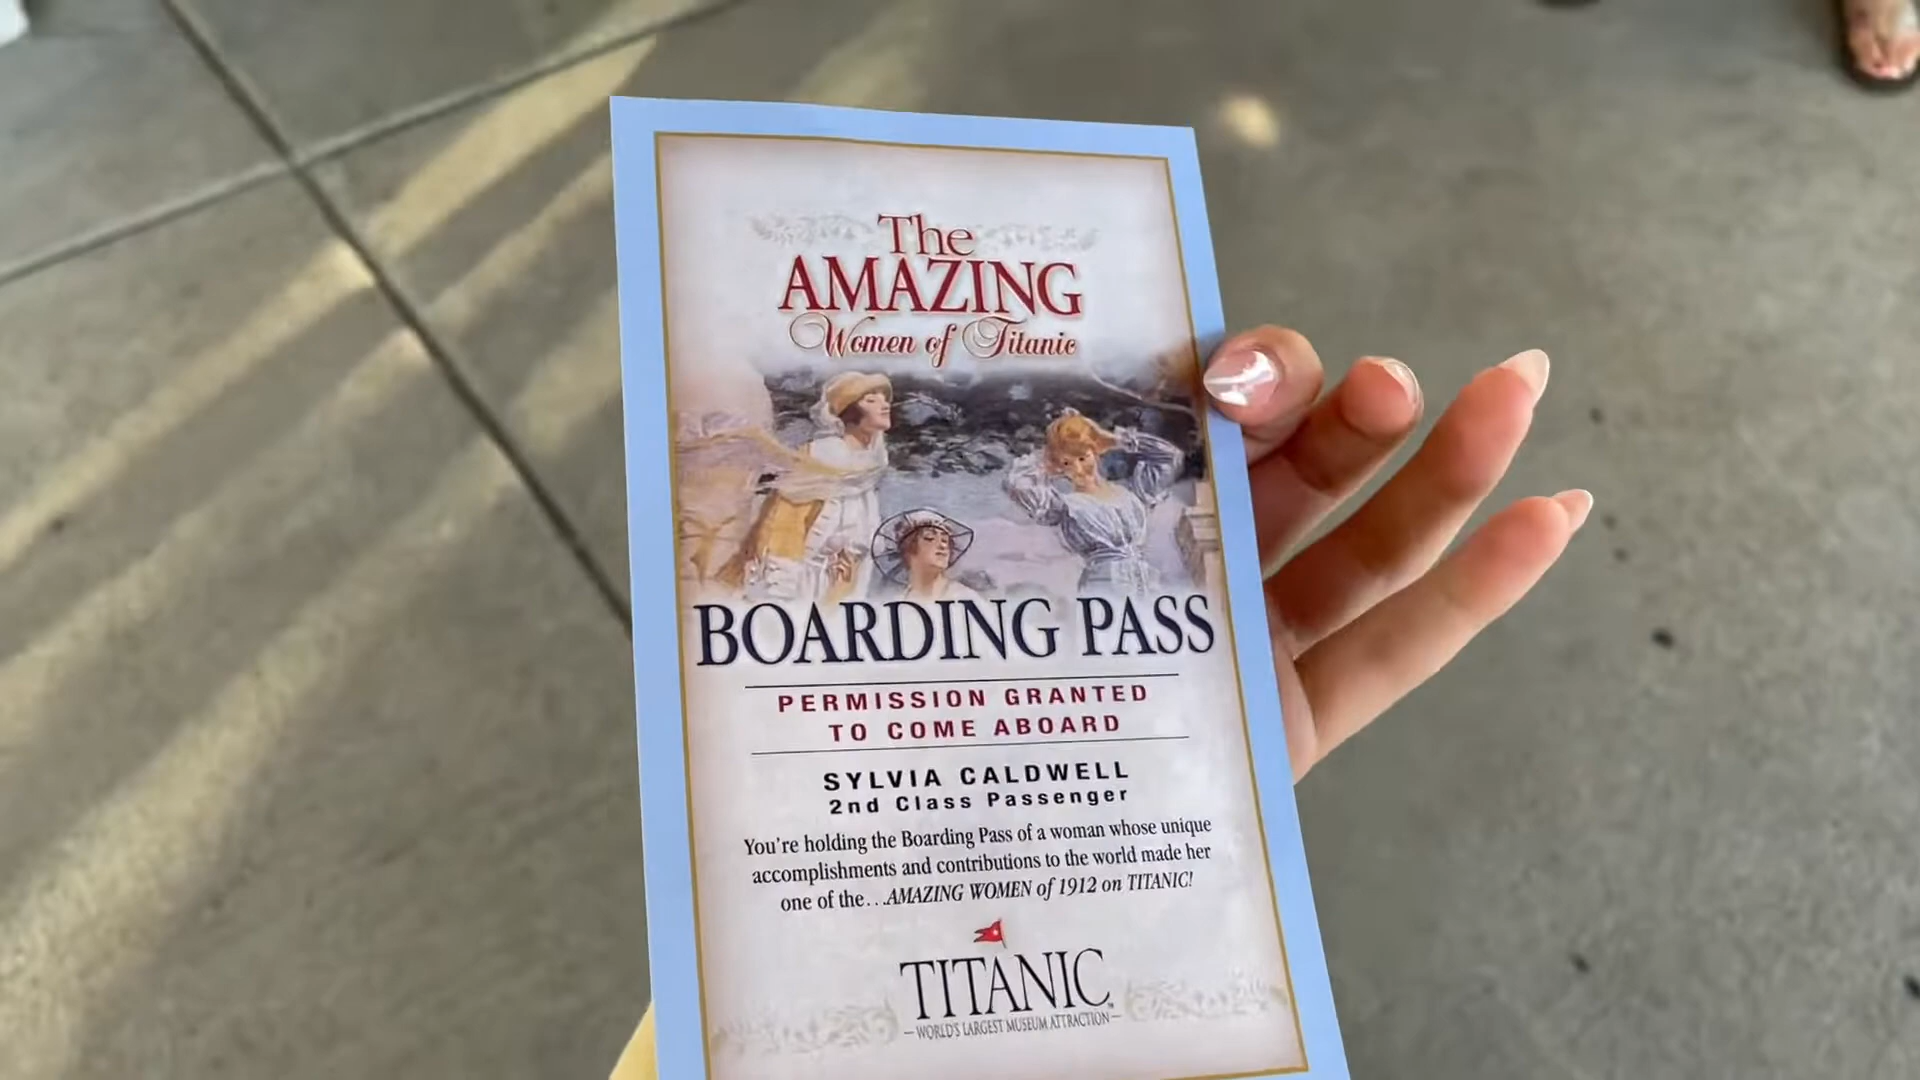 The
AMAZING
Women of Titanic
BOARDING PASS
PERMISSION GRANTED
TO COME ABOARD
SYLVIA CALDWELL
2nd Class Passenger
You're holding the Boarding Pass of a woman whose unique
accomplishments and contributions to the world made her
one of the...AMAZING WOMEN of 1912 on TITANIC!
TITANIC™
—WORLD'S LARGEST MUSEUM ATTRACTION—